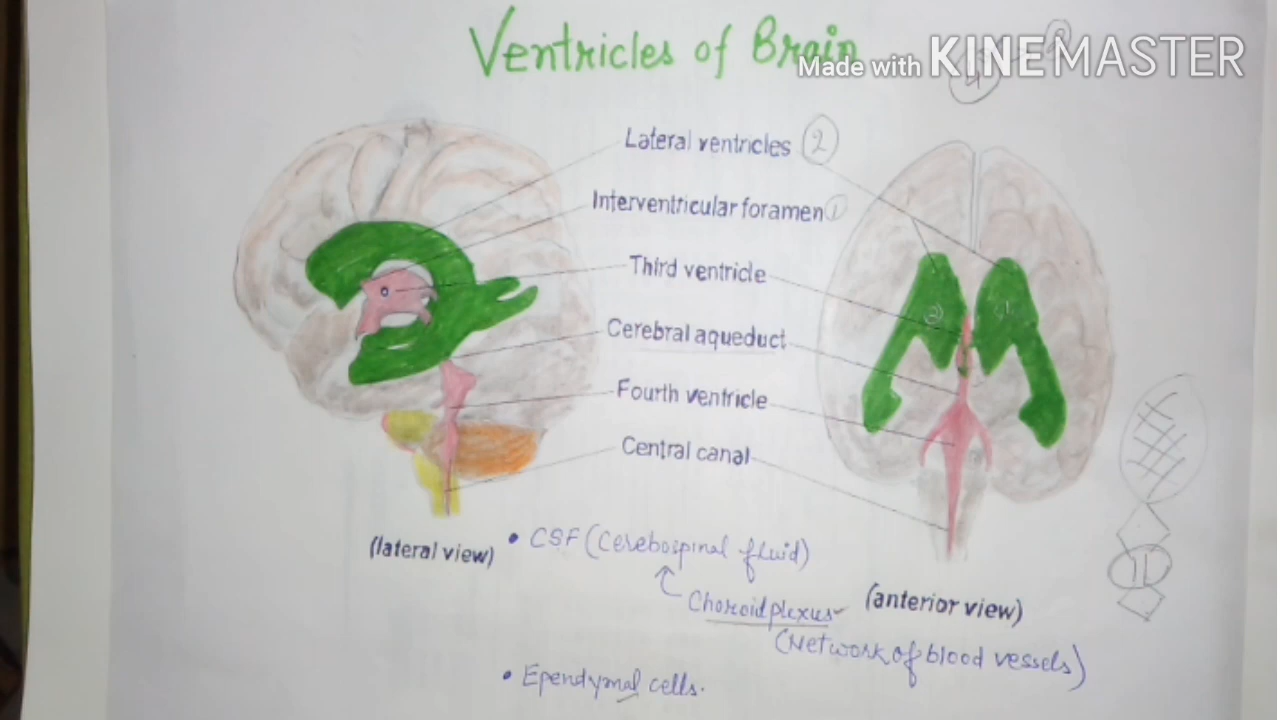 Ventricles of Brain
Made with KINEMASTER
4
Lateral ventricles 2
Interventricular foramen 1
Third ventricle
Cerebral aqueduct
Fourth ventricle
Central canal
(lateral view)
• CSF (Cerebospinal fluid)
Choroid plexus
(anterior view)
(Network of blood vessels)
• Ependymal cells.